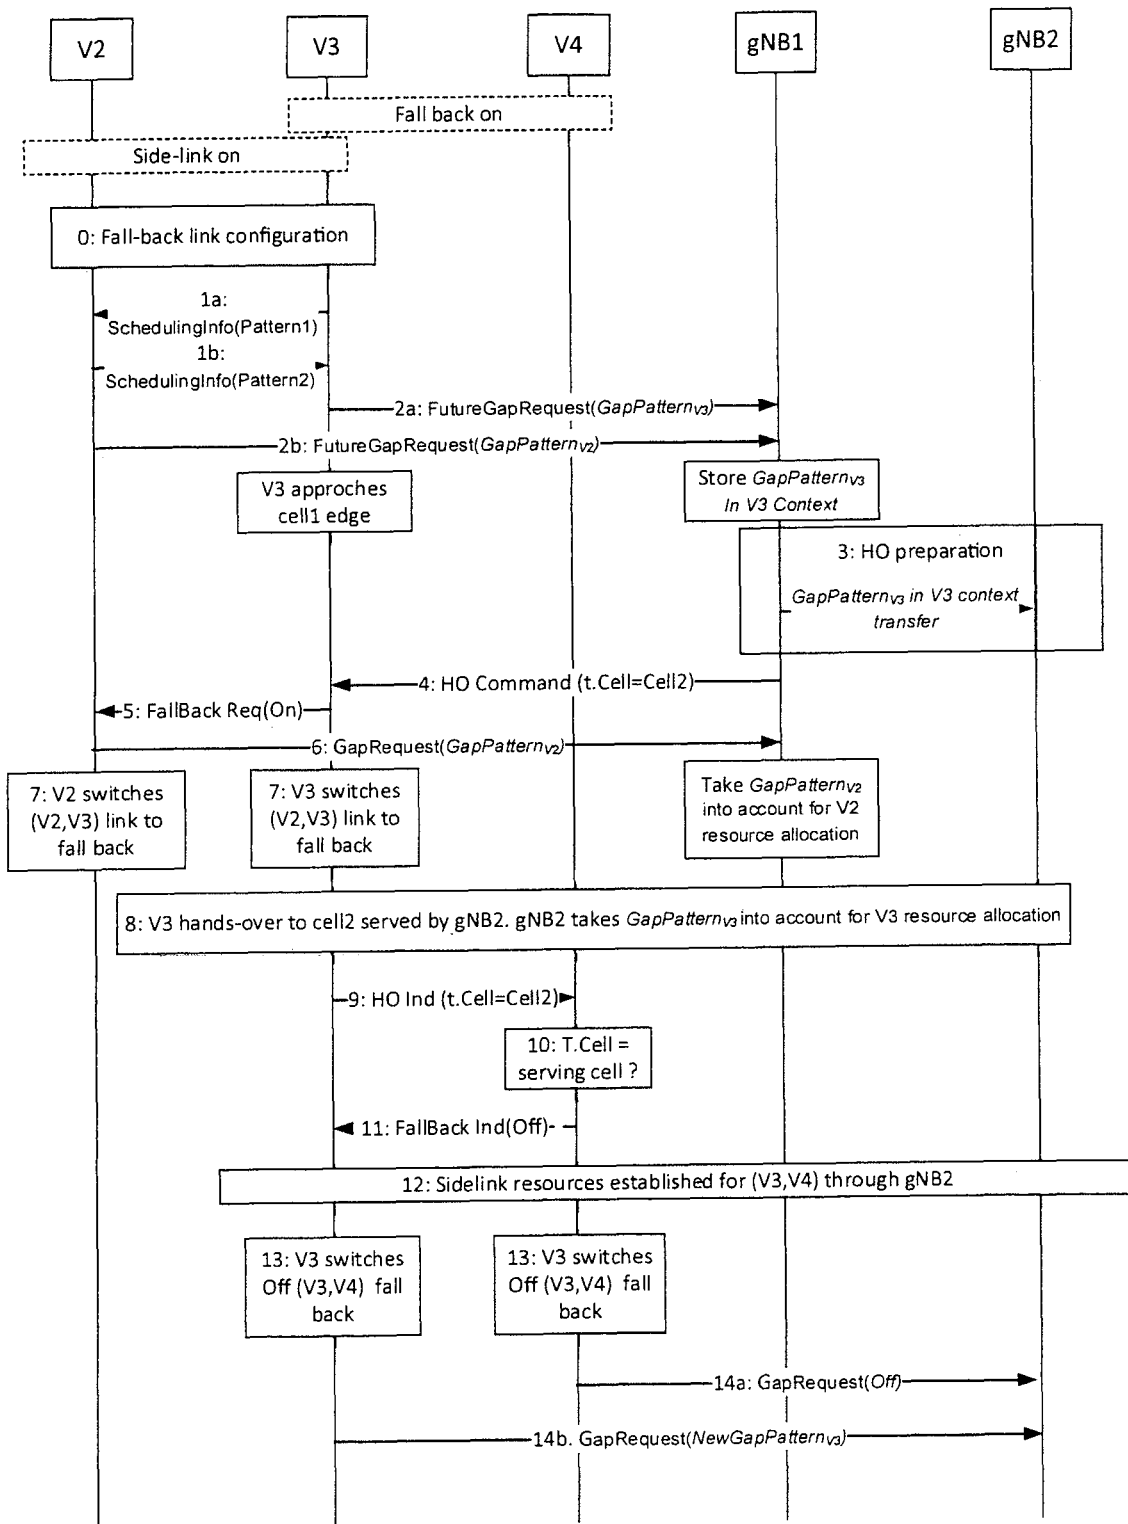 V2
V3
V4
gNB1
gNB2
Fall back on
Side-link on
0: Fall-back link configuration
1a:
SchedulingInfo(Pattern1)
1b:
SchedulingInfo(Pattern2)
2a: FutureGapRequest(GapPatternV3)
2b: FutureGapRequest(GapPatternV2)
V3 approches
cell1 edge
Store GapPatternV3
In V3 Context
3: HO preparation
GapPatternV3 in V3 context
transfer
4: HO Command (t.Cell=Cell2)
5: FallBack Req(On)
6: GapRequest(GapPatternV2)
7: V2 switches
(V2,V3) link to
fall back
7: V3 switches
(V2,V3) link to
fall back
Take GapPatternV2
into account for V2
resource allocation
8: V3 hands-over to cell2 served by gNB2. gNB2 takes GapPatternV3 into account for V3 resource allocation
9: HO Ind (t.Cell=Cell2)
10: T.Cell =
serving cell ?
11: FallBack Ind(Off)-
12: Sidelink resources established for (V3,V4) through gNB2
13: V3 switches
Off (V3,V4) fall
back
13: V3 switches
Off (V3,V4) fall
back
14a: GapRequest(Off)
14b. GapRequest(NewGapPatternV3)